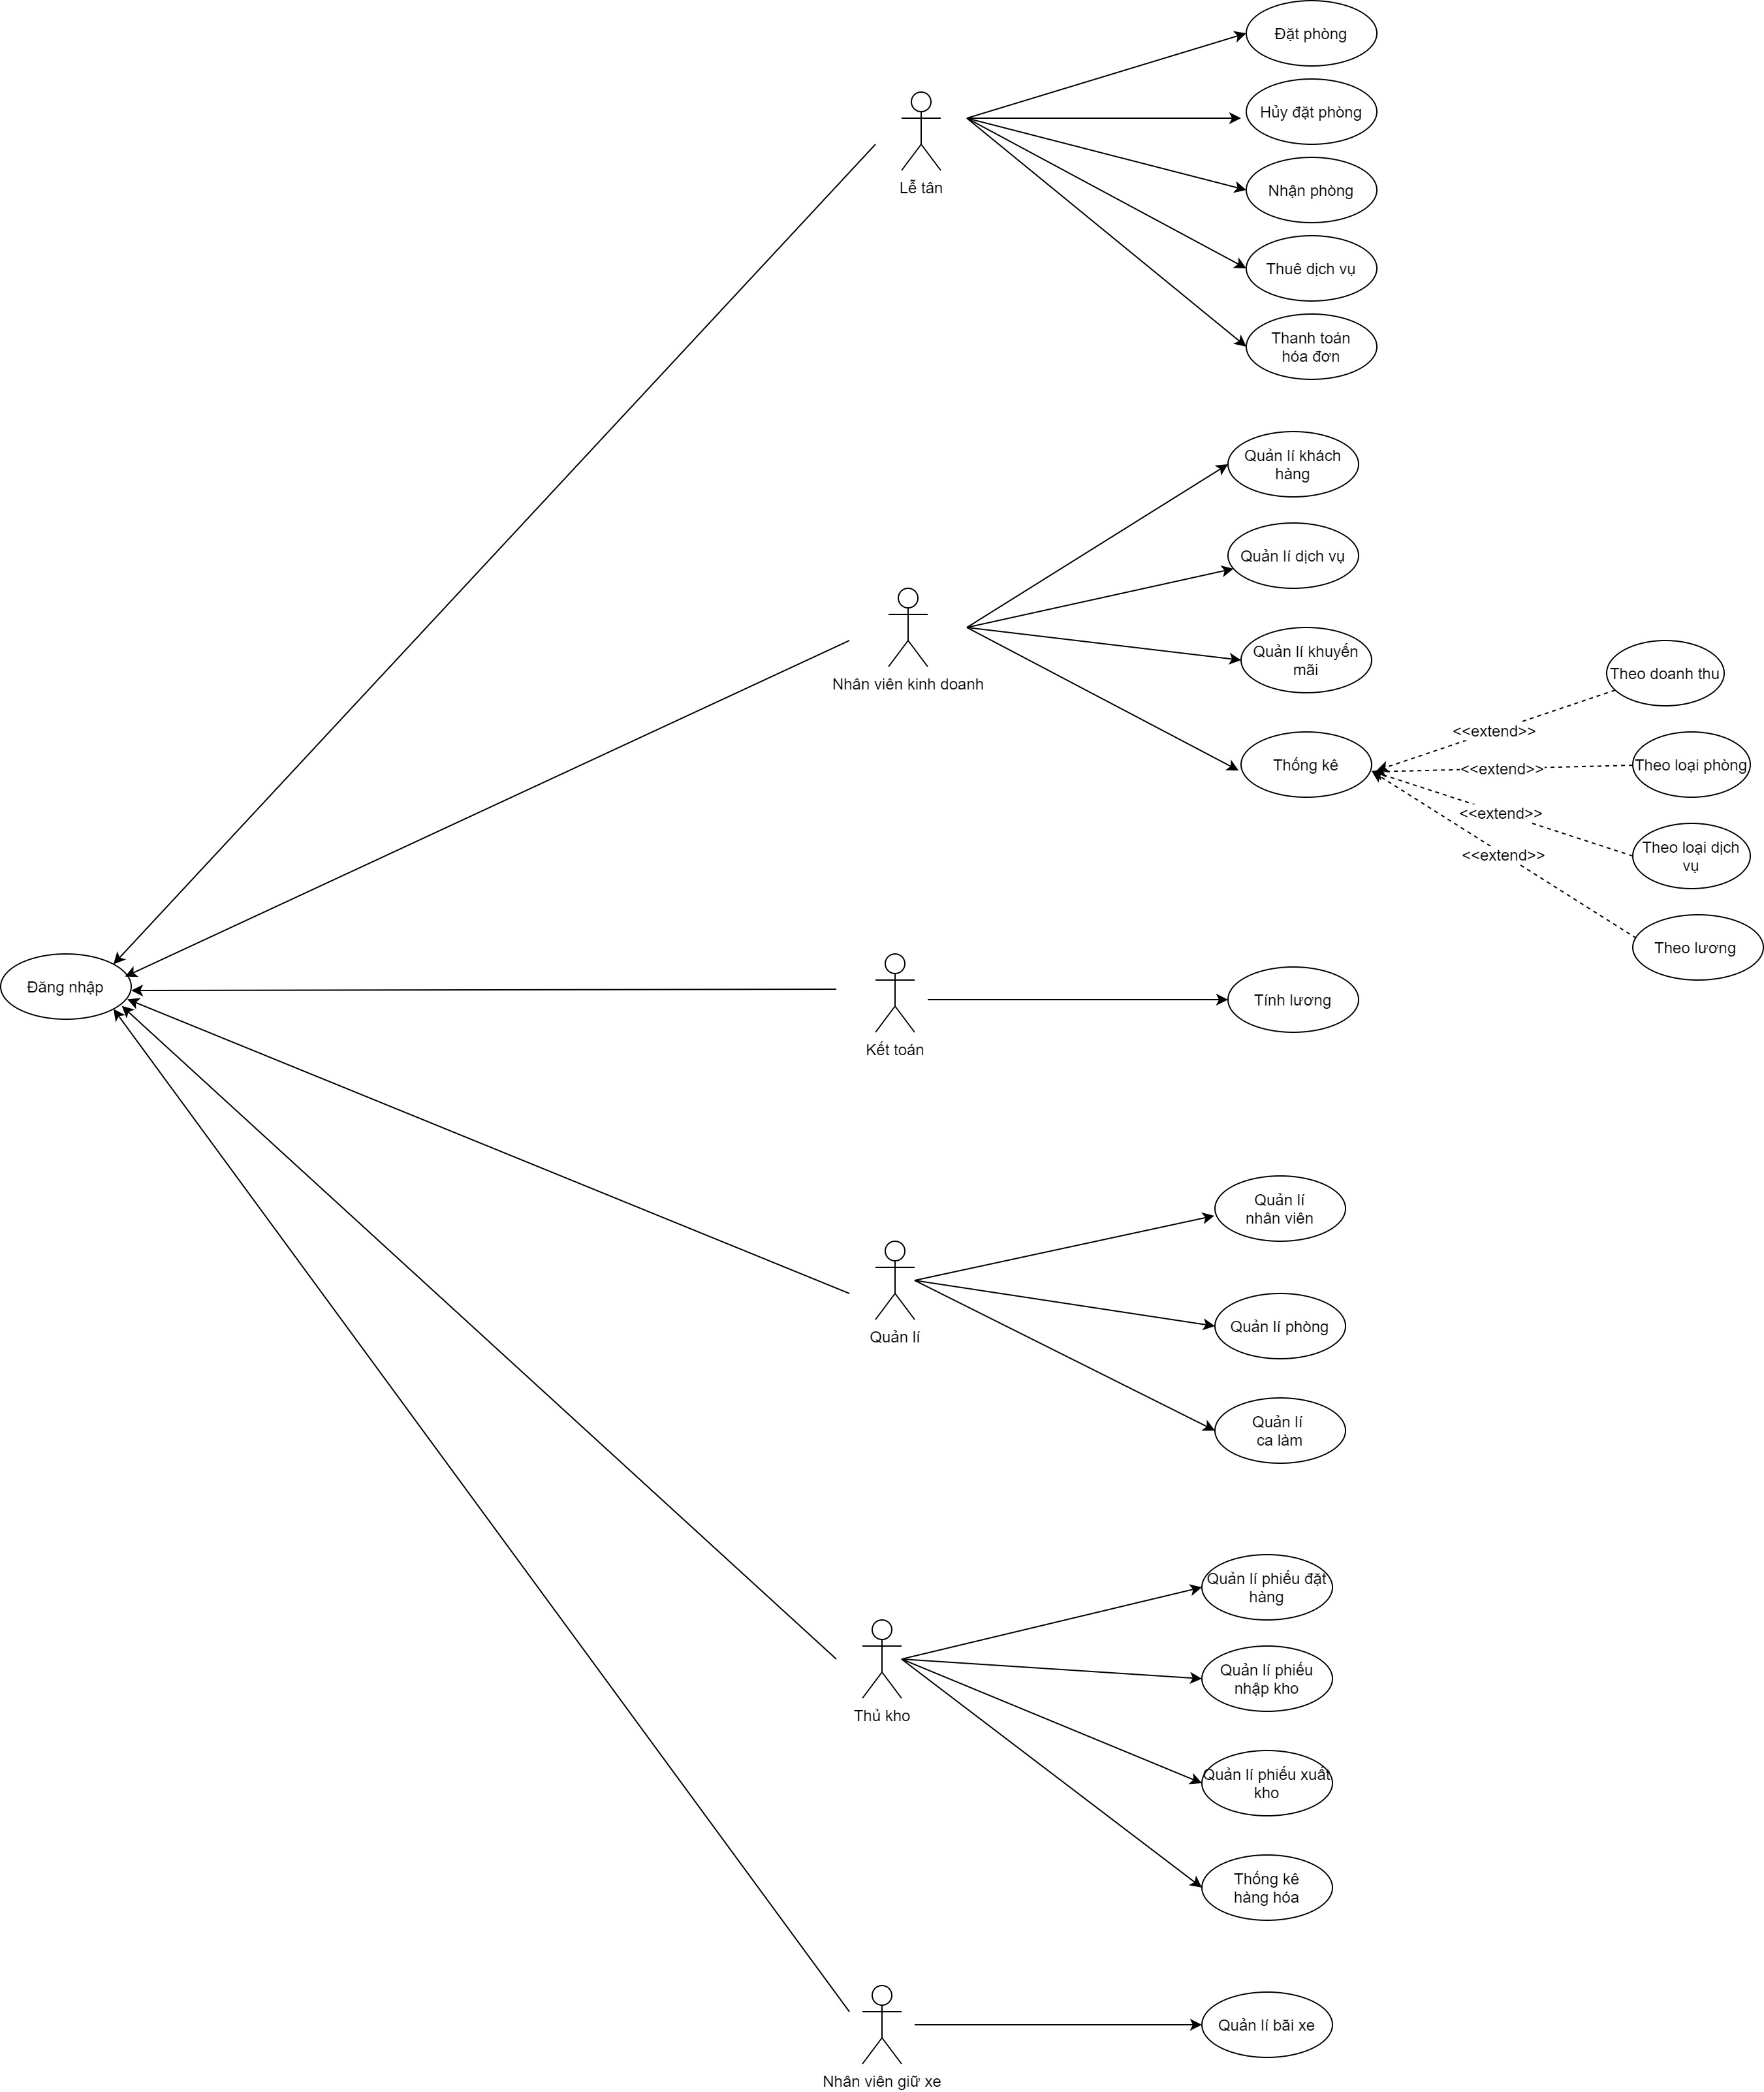 Đặt phòng
Hủy đặt phòng
Lễ tân
Nhận phòng
Thuê dịch vụ
Thanh toán
hóa đơn
Quản lí khách
hàng
Quản lí dịch vụ
Nhân viên kinh doanh
Quản lí khuyến
mãi
Theo doanh thu
<<extend>>
Thống kê
<<extend>>
Theo loại phòng
<<extend>>
Theo loại dịch
vụ
<<extend>>
Theo lương
Đăng nhập
Tính lương
Kết toán
Quản lí
nhân viên
Quản lí phòng
Quản lí
Quản lí
ca làm
Quản lí phiếu đặt
hàng
Quản lí phiếu
nhập kho
Thủ kho
Quản lí phiếu xuất
kho
Thống kê
hàng hóa
Quản lí bãi xe
Nhân viên giữ xe